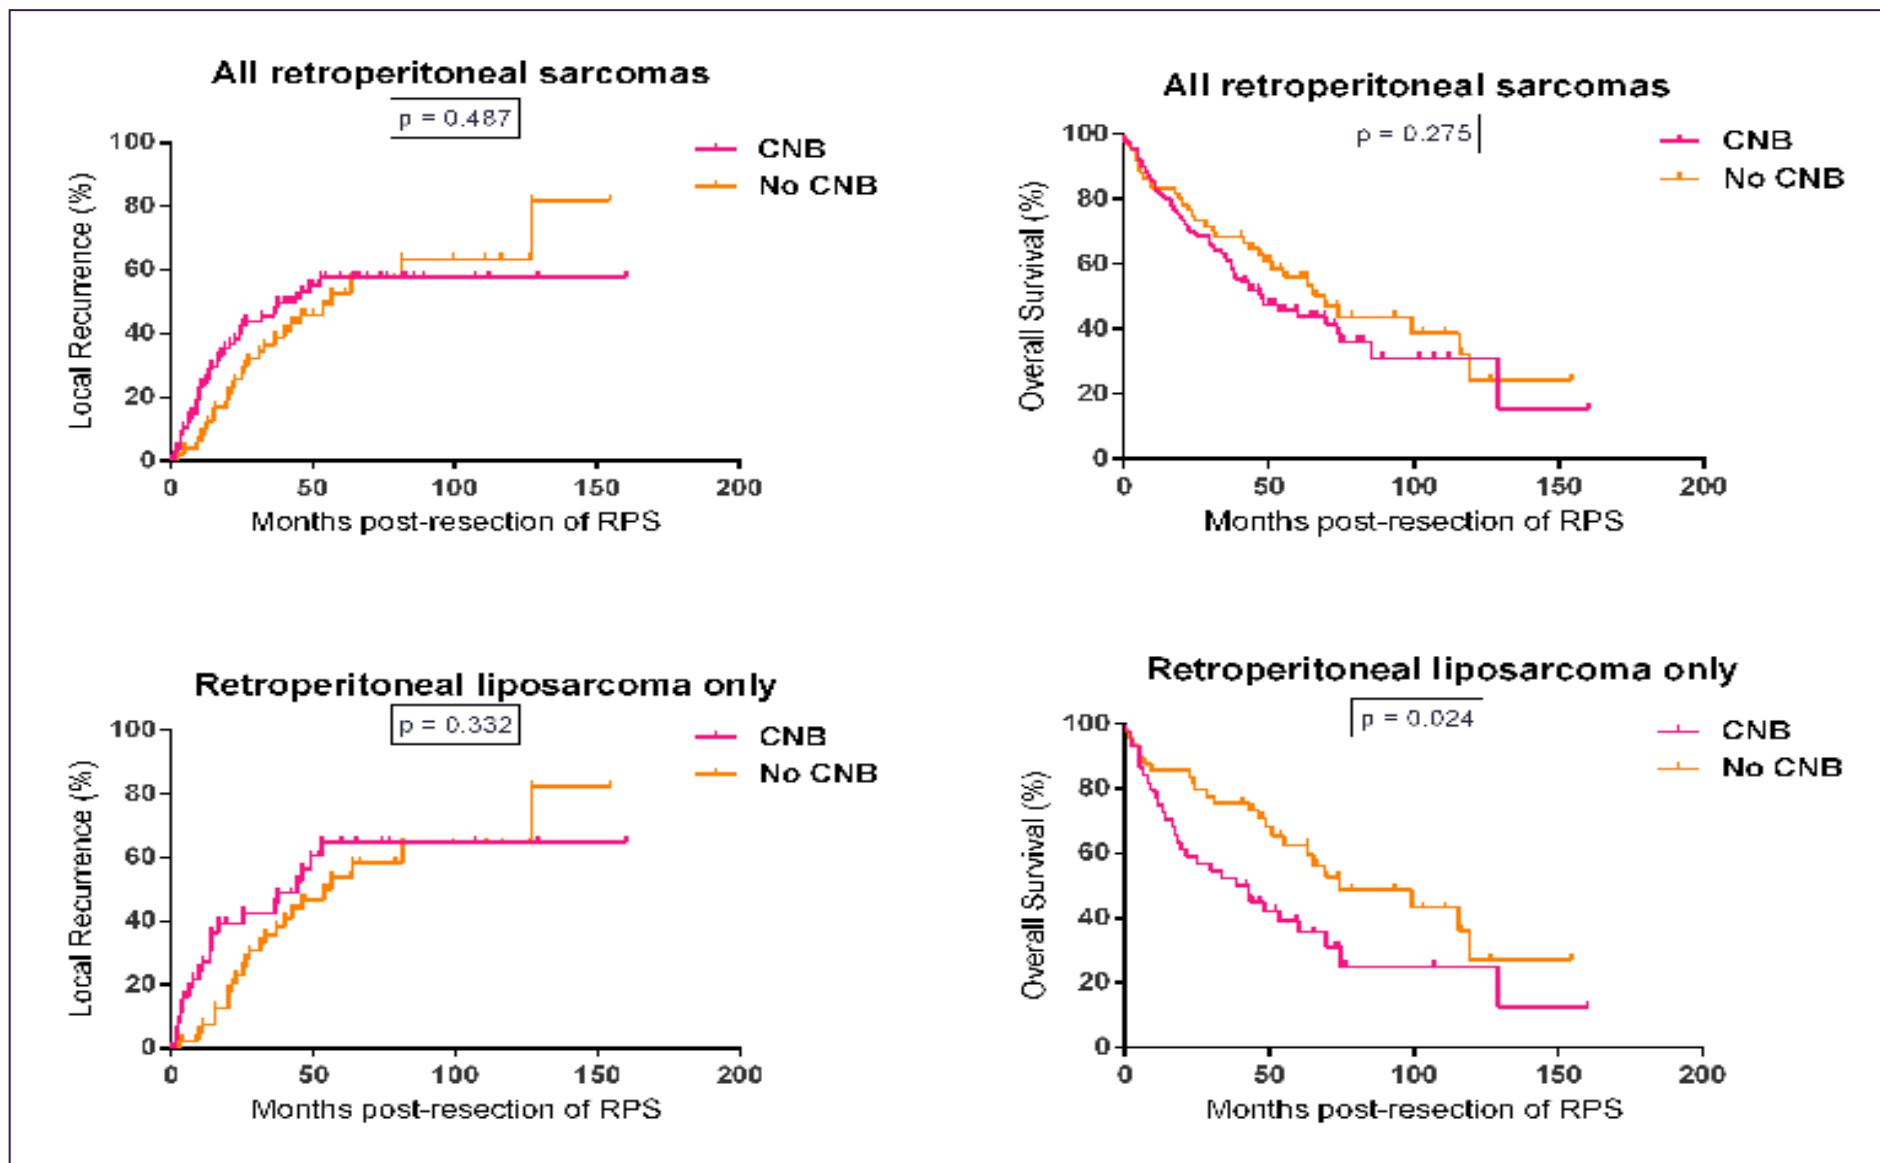 All retroperitoneal sarcomas
p = 0.487
CNB
No CNB
100
80
60
40
20
0
Local Recurrence (%)
0 50 100 150 200
Months post-resection of RPS
All retroperitoneal sarcomas
p = 0.275
CNB
No CNB
100
80
60
40
20
0
Overall Survival (%)
0 50 100 150 200
Months post-resection of RPS
Retroperitoneal liposarcoma only
p = 0.332
CNB
No CNB
100
80
60
40
20
0
Local Recurrence (%)
0 50 100 150 200
Months post-resection of RPS
Retroperitoneal liposarcoma only
p = 0.024
CNB
No CNB
100
80
60
40
20
0
Overall Survival (%)
0 50 100 150 200
Months post-resection of RPS